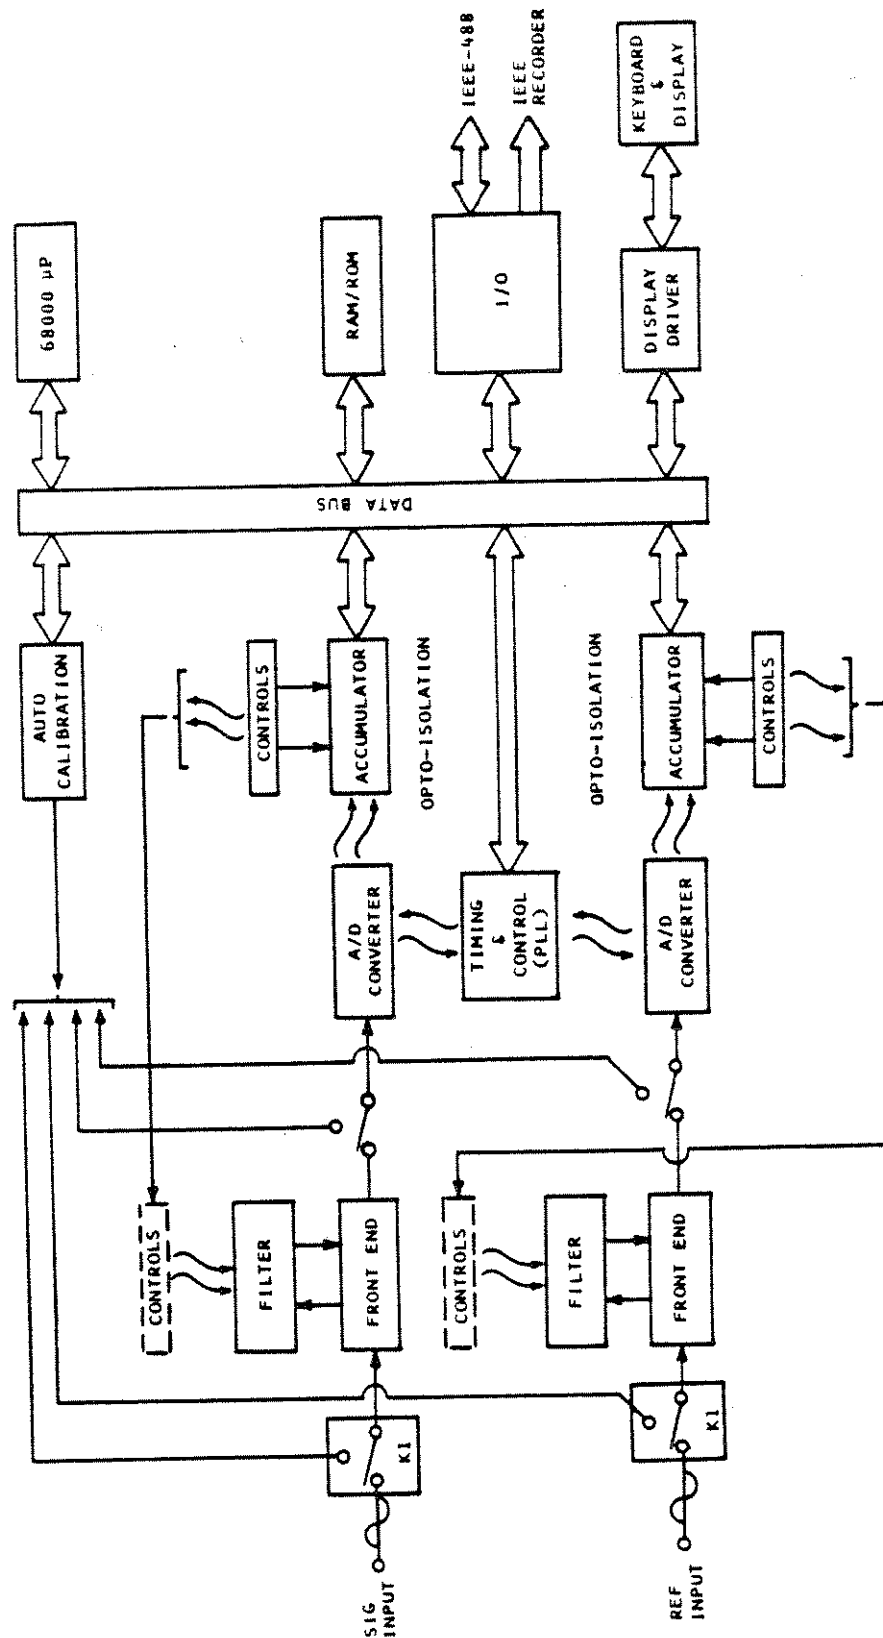 SIG
INPUT
K1
CONTROLS
FILTER
FRONT END
A/D
CONVERTER
CONTROLS
ACCUMULATOR
OPTO-ISOLATION
AUTO
CALIBRATION
TIMING
&
CONTROL
(PLL)
REF
INPUT
K1
CONTROLS
FILTER
FRONT END
A/D
CONVERTER
OPTO-ISOLATION
ACCUMULATOR
CONTROLS
DATA BUS
68000 μP
RAM/ROM
I/O
IEEE-488
IEEE
RECORDER
DISPLAY
DRIVER
KEYBOARD
&
DISPLAY